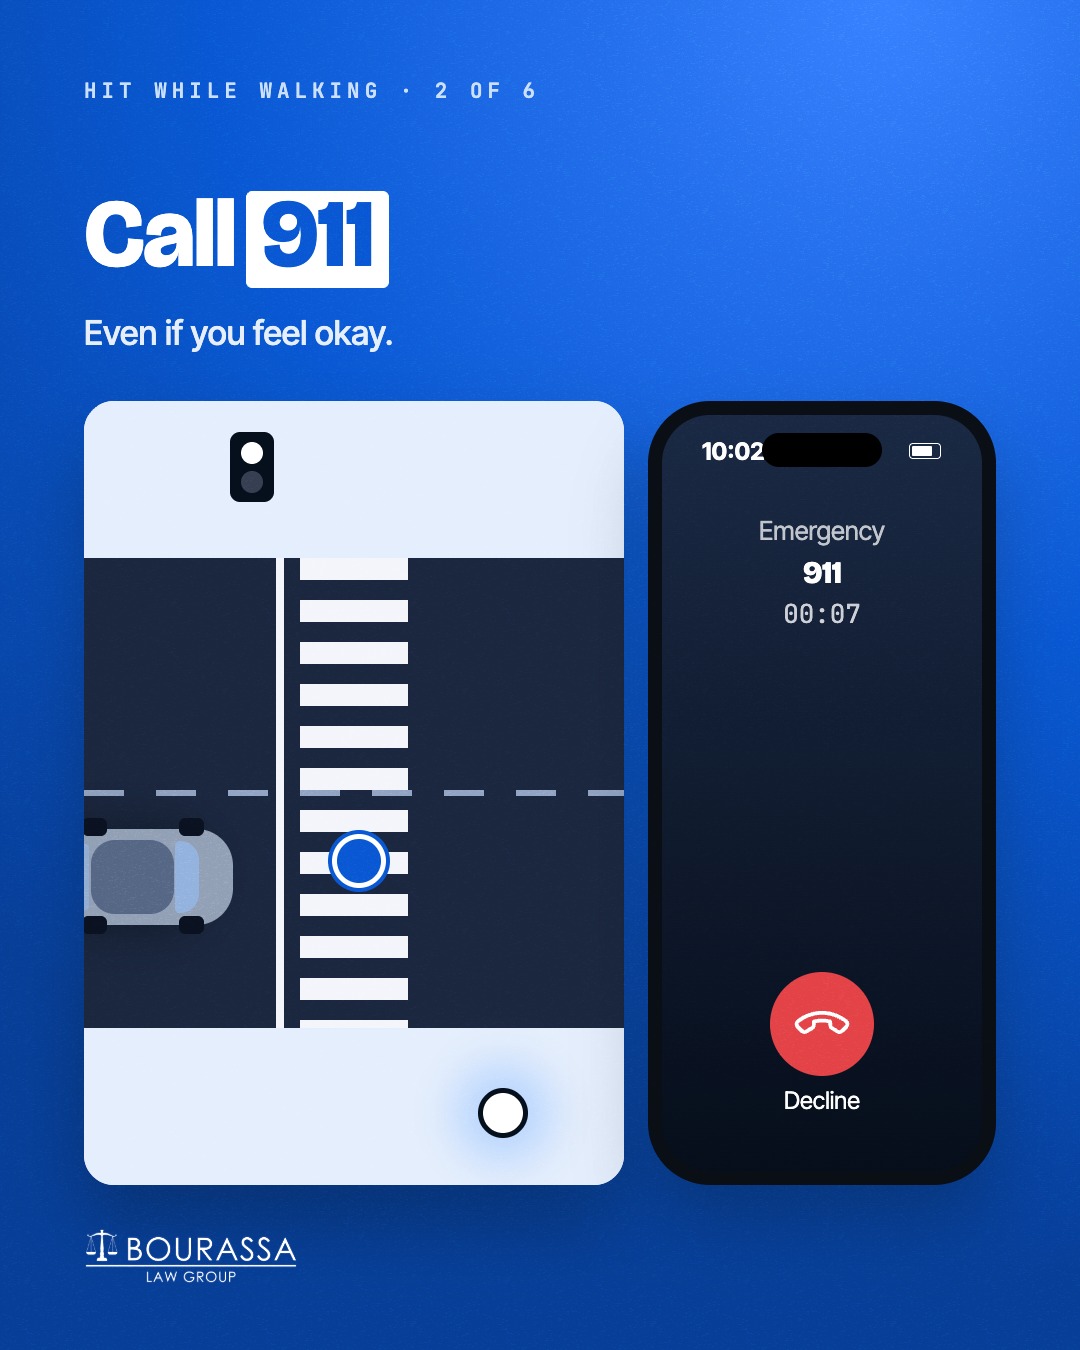 HIT WHILE WALKING · 2 OF 6
Call 911
Even if you feel okay.
10:02
Emergency
911
00:07
Decline
BOURASSA
LAW GROUP